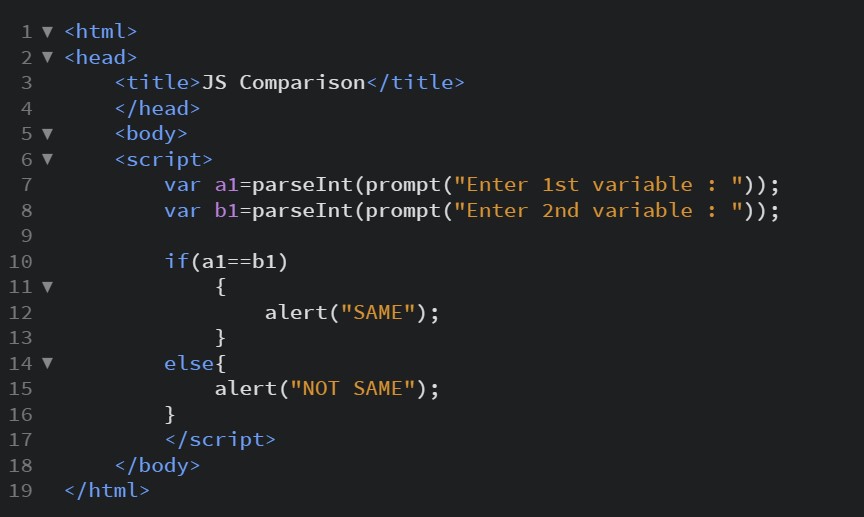 1 ▼ <html>
2 ▼ <head>
3 <title>JS Comparison</title>
4 </head>
5 ▼ <body>
6 ▼ <script>
7 var a1=parseInt(prompt("Enter 1st variable : "));
8 var b1=parseInt(prompt("Enter 2nd variable : "));
9
10 if(a1==b1)
11 ▼ {
12 alert("SAME");
13 }
14 ▼ else{
15 alert("NOT SAME");
16 }
17 </script>
18 </body>
19 </html>